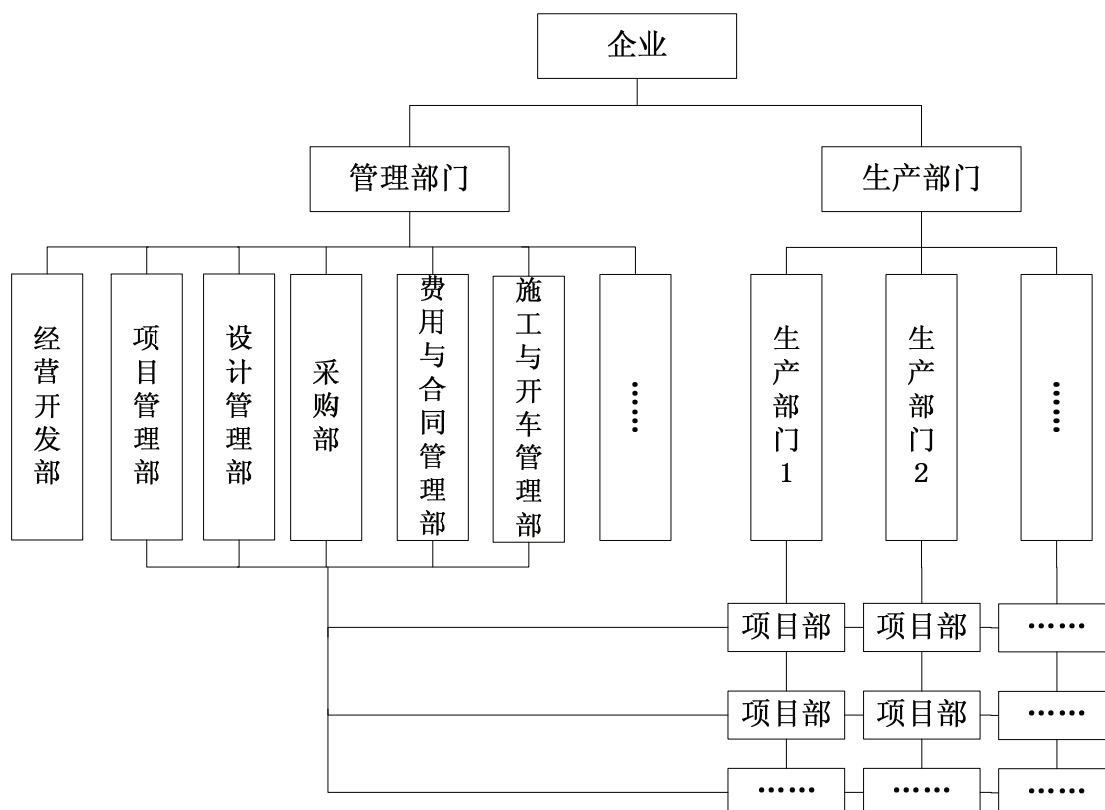 企业
管理部门
生产部门
经营开发部
项目管理部
设计管理部
采购部
费用与合同管理部
施工与开车管理部
……
生产部门1
生产部门2
……
项目部
项目部
……
项目部
项目部
……
……
……
……